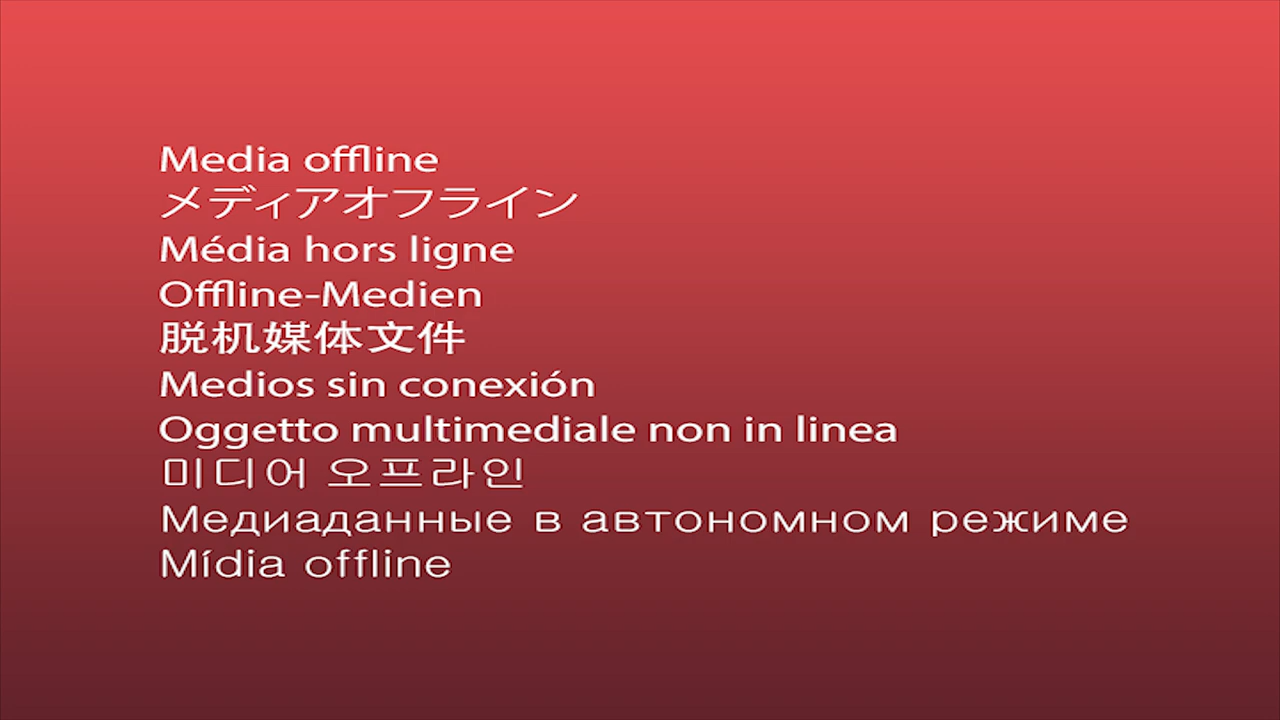 Media offline
メディアオフライン
Média hors ligne
Offline-Medien
脱机媒体文件
Medios sin conexión
Oggetto multimediale non in linea
미디어 오프라인
Медиаданные в автономном режиме
Mídia offline